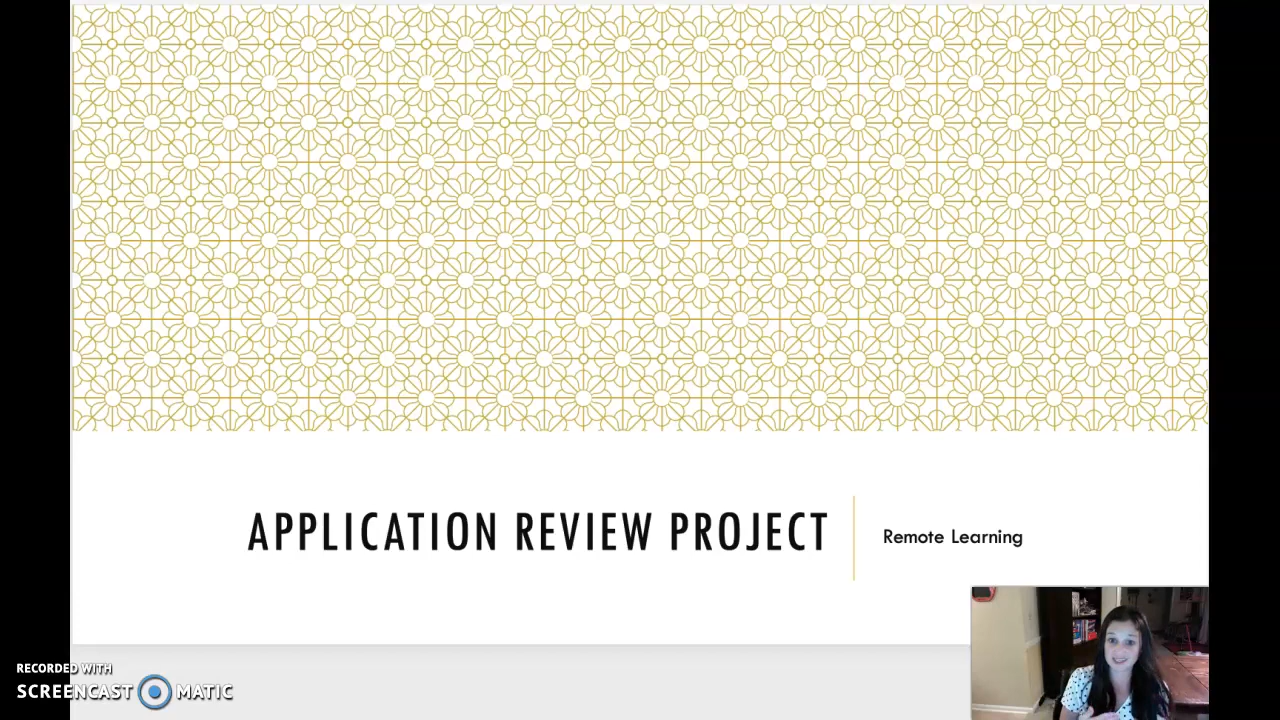 APPLICATION REVIEW PROJECT
Remote Learning
RECORDED WITH
SCREENCAST MATIC